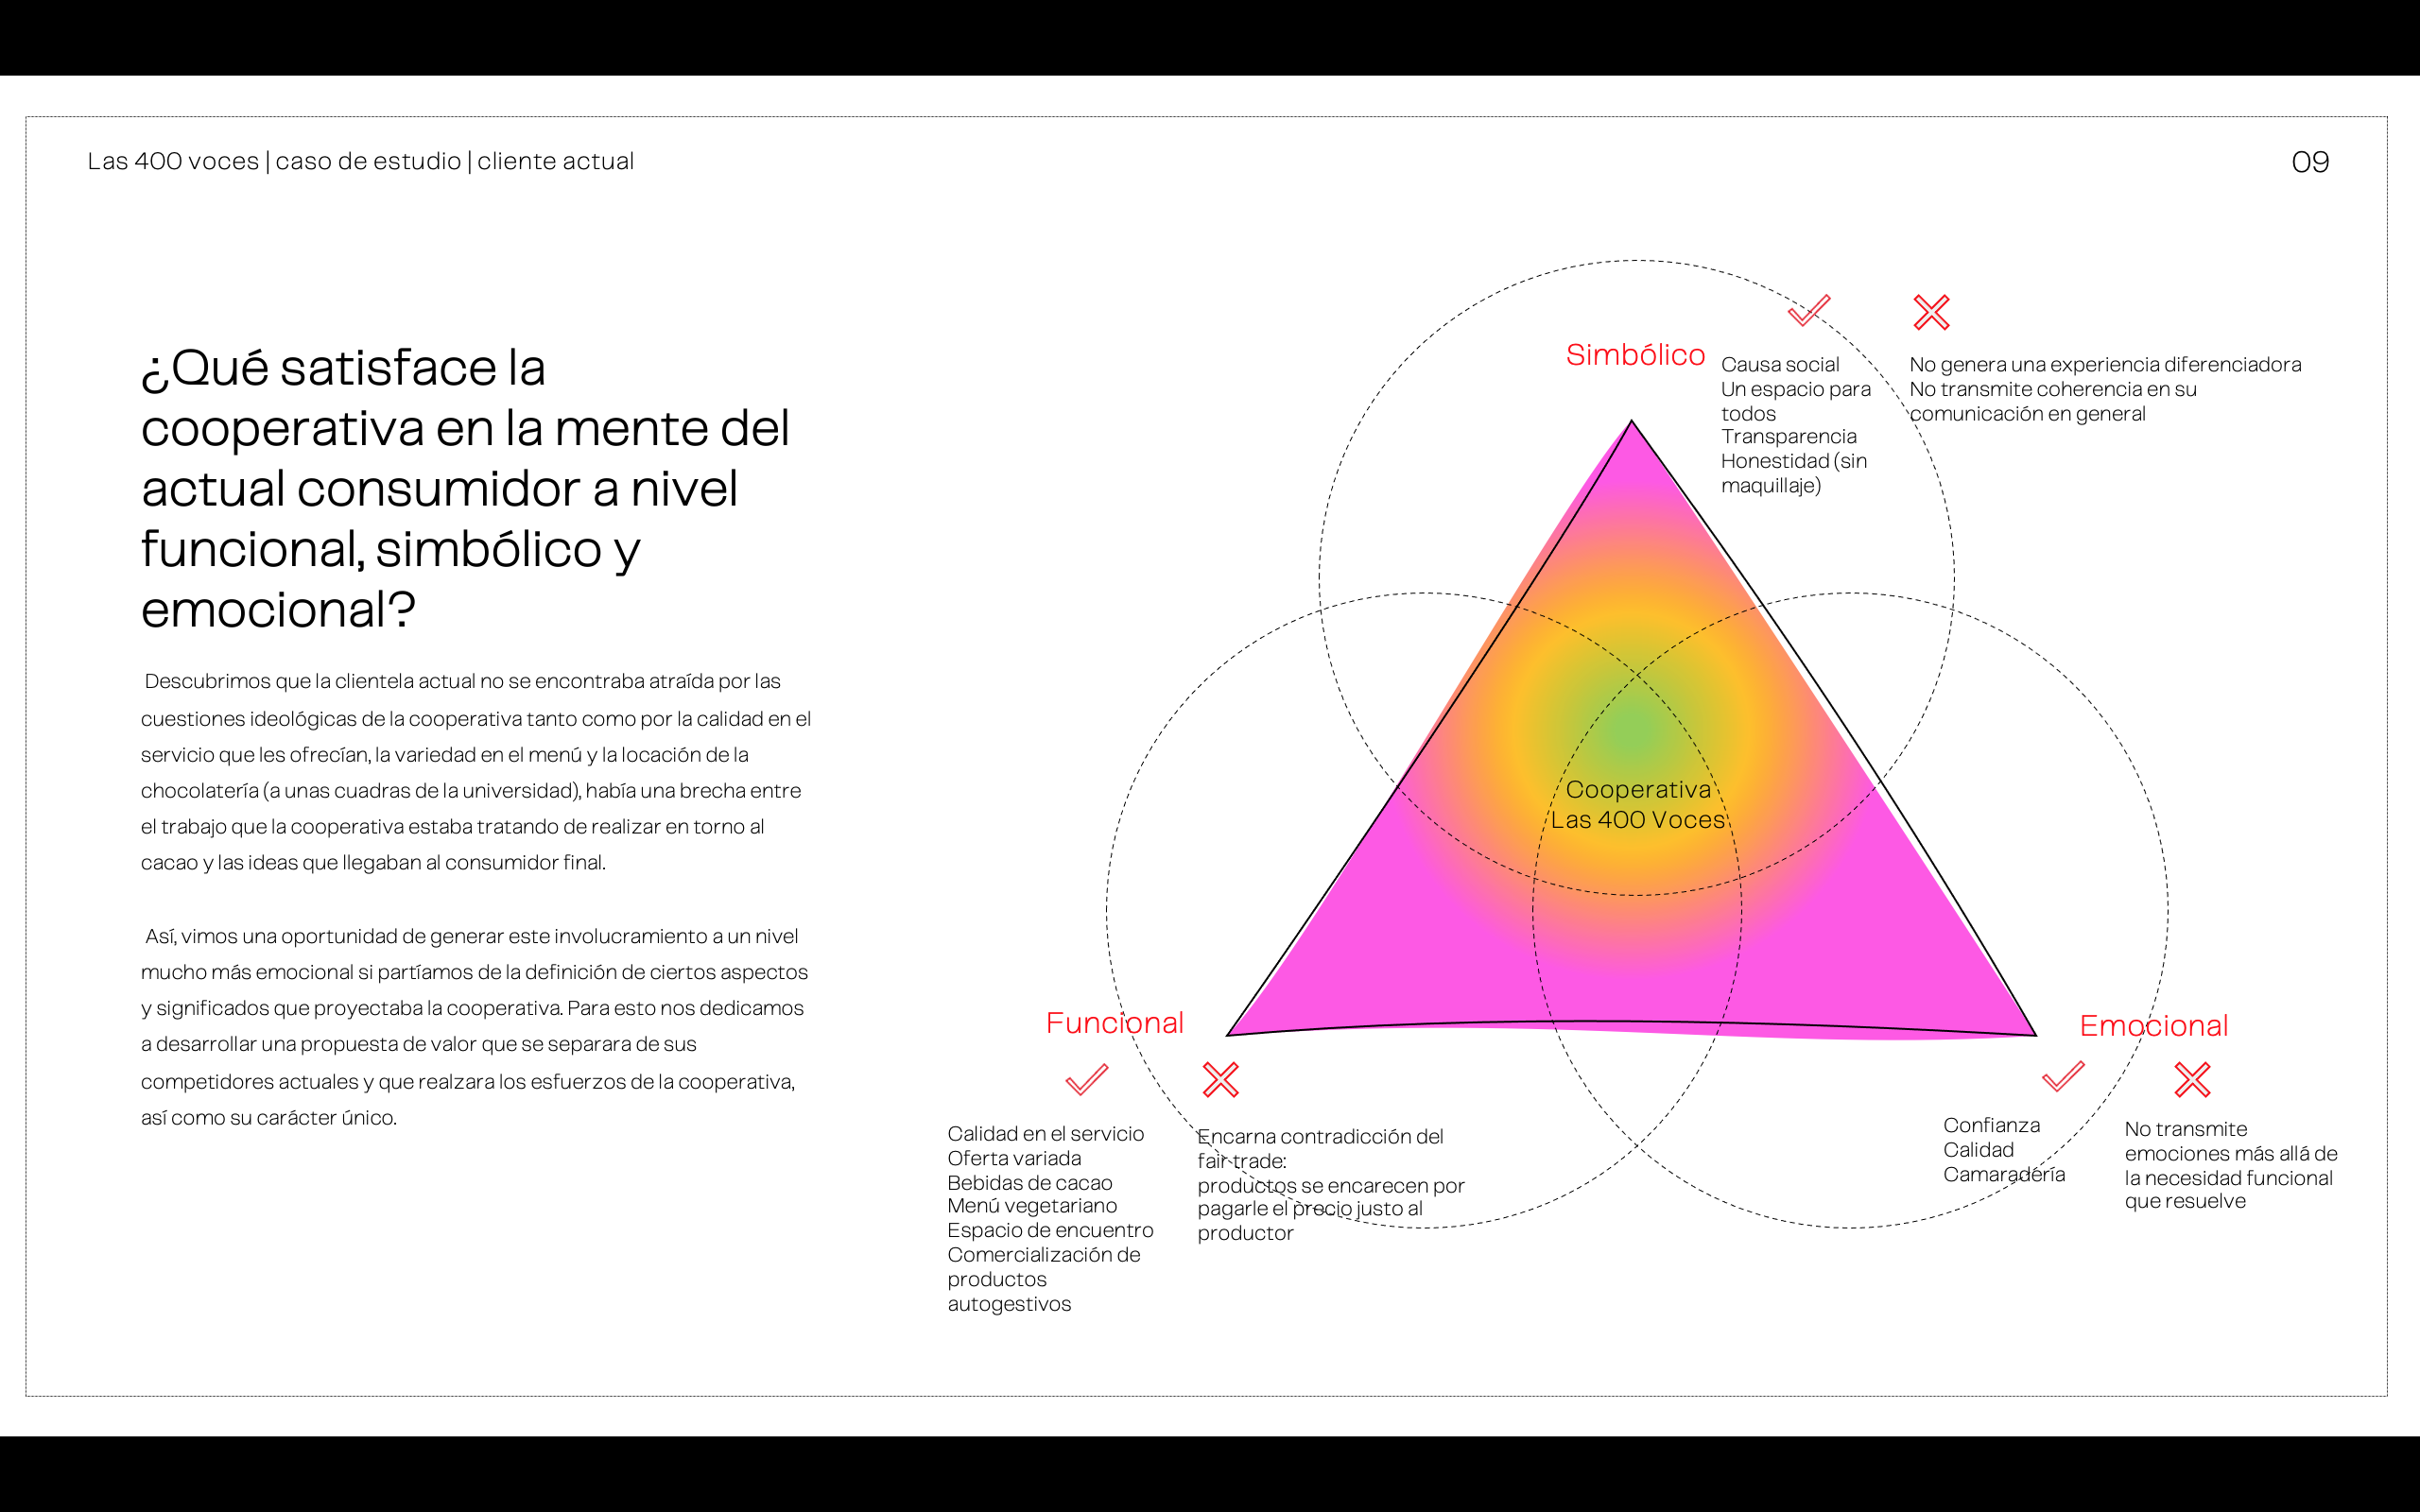 Las 400 voces | caso de estudio | cliente actual
09
¿Qué satisface la
cooperativa en la mente del
actual consumidor a nivel
funcional, simbólico y
emocional?
Descubrimos que la clientela actual no se encontraba atraída por las
cuestiones ideológicas de la cooperativa tanto como por la calidad en el
servicio que les ofrecían, la variedad en el menú y la locación de la
chocolatería (a unas cuadras de la universidad), había una brecha entre
el trabajo que la cooperativa estaba tratando de realizar en torno al
cacao y las ideas que llegaban al consumidor final.
Así, vimos una oportunidad de generar este involucramiento a un nivel
mucho más emocional si partíamos de la definición de ciertos aspectos
y significados que proyectaba la cooperativa. Para esto nos dedicamos
a desarrollar una propuesta de valor que se separara de sus
competidores actuales y que realzara los esfuerzos de la cooperativa,
así como su carácter único.
Simbólico
Causa social
Un espacio para
todos
Transparencia
Honestidad (sin
maquillaje)
No genera una experiencia diferenciadora
No transmite coherencia en su
comunicación en general
Cooperativa
Las 400 Voces
Funcional
Calidad en el servicio
Oferta variada
Bebidas de cacao
Menú vegetariano
Espacio de encuentro
Comercialización de
productos
autogestivos
Encarna contradicción del
fair trade:
productos se encarecen por
pagarle el precio justo al
productor
Emocional
Confianza
Calidad
Camaradería
No transmite
emociones más allá de
la necesidad funcional
que resuelve